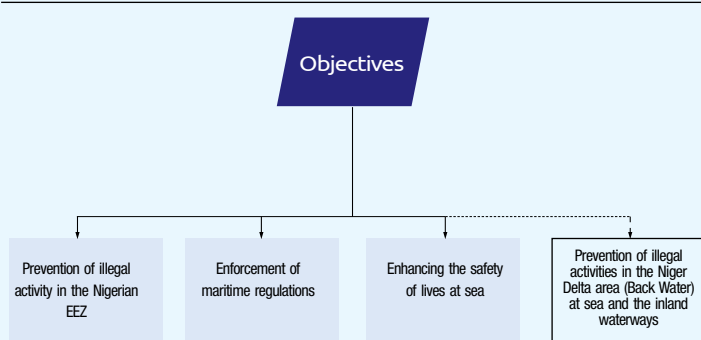 Objectives
Prevention of illegal
activity in the Nigerian
EEZ
Enforcement of
maritime regulations
Enhancing the safety
of lives at sea
Prevention of illegal
activities in the Niger
Delta area (Back Water)
at sea and the inland
waterways